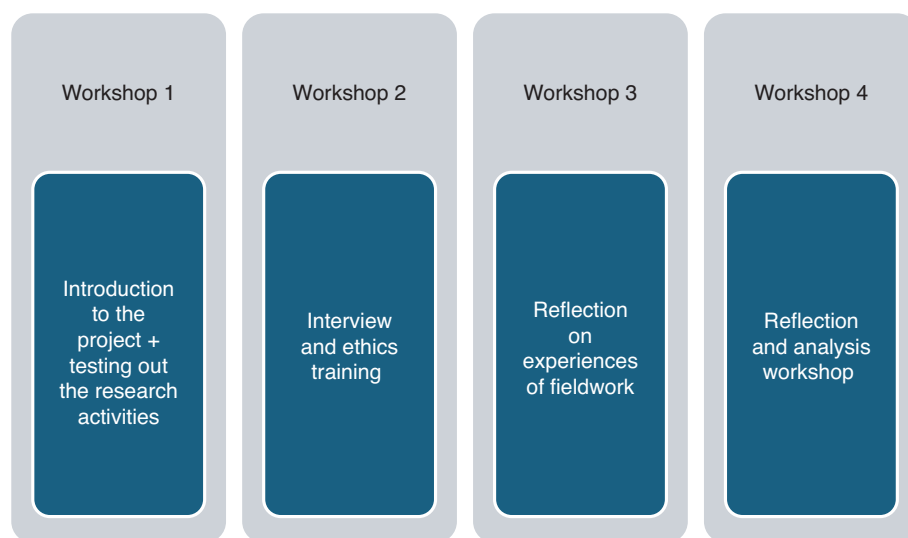 Workshop 1
Introduction
to the
project +
testing out
the research
activities
Workshop 2
Interview
and ethics
training
Workshop 3
Reflection
on
experiences
of fieldwork
Workshop 4
Reflection
and analysis
workshop